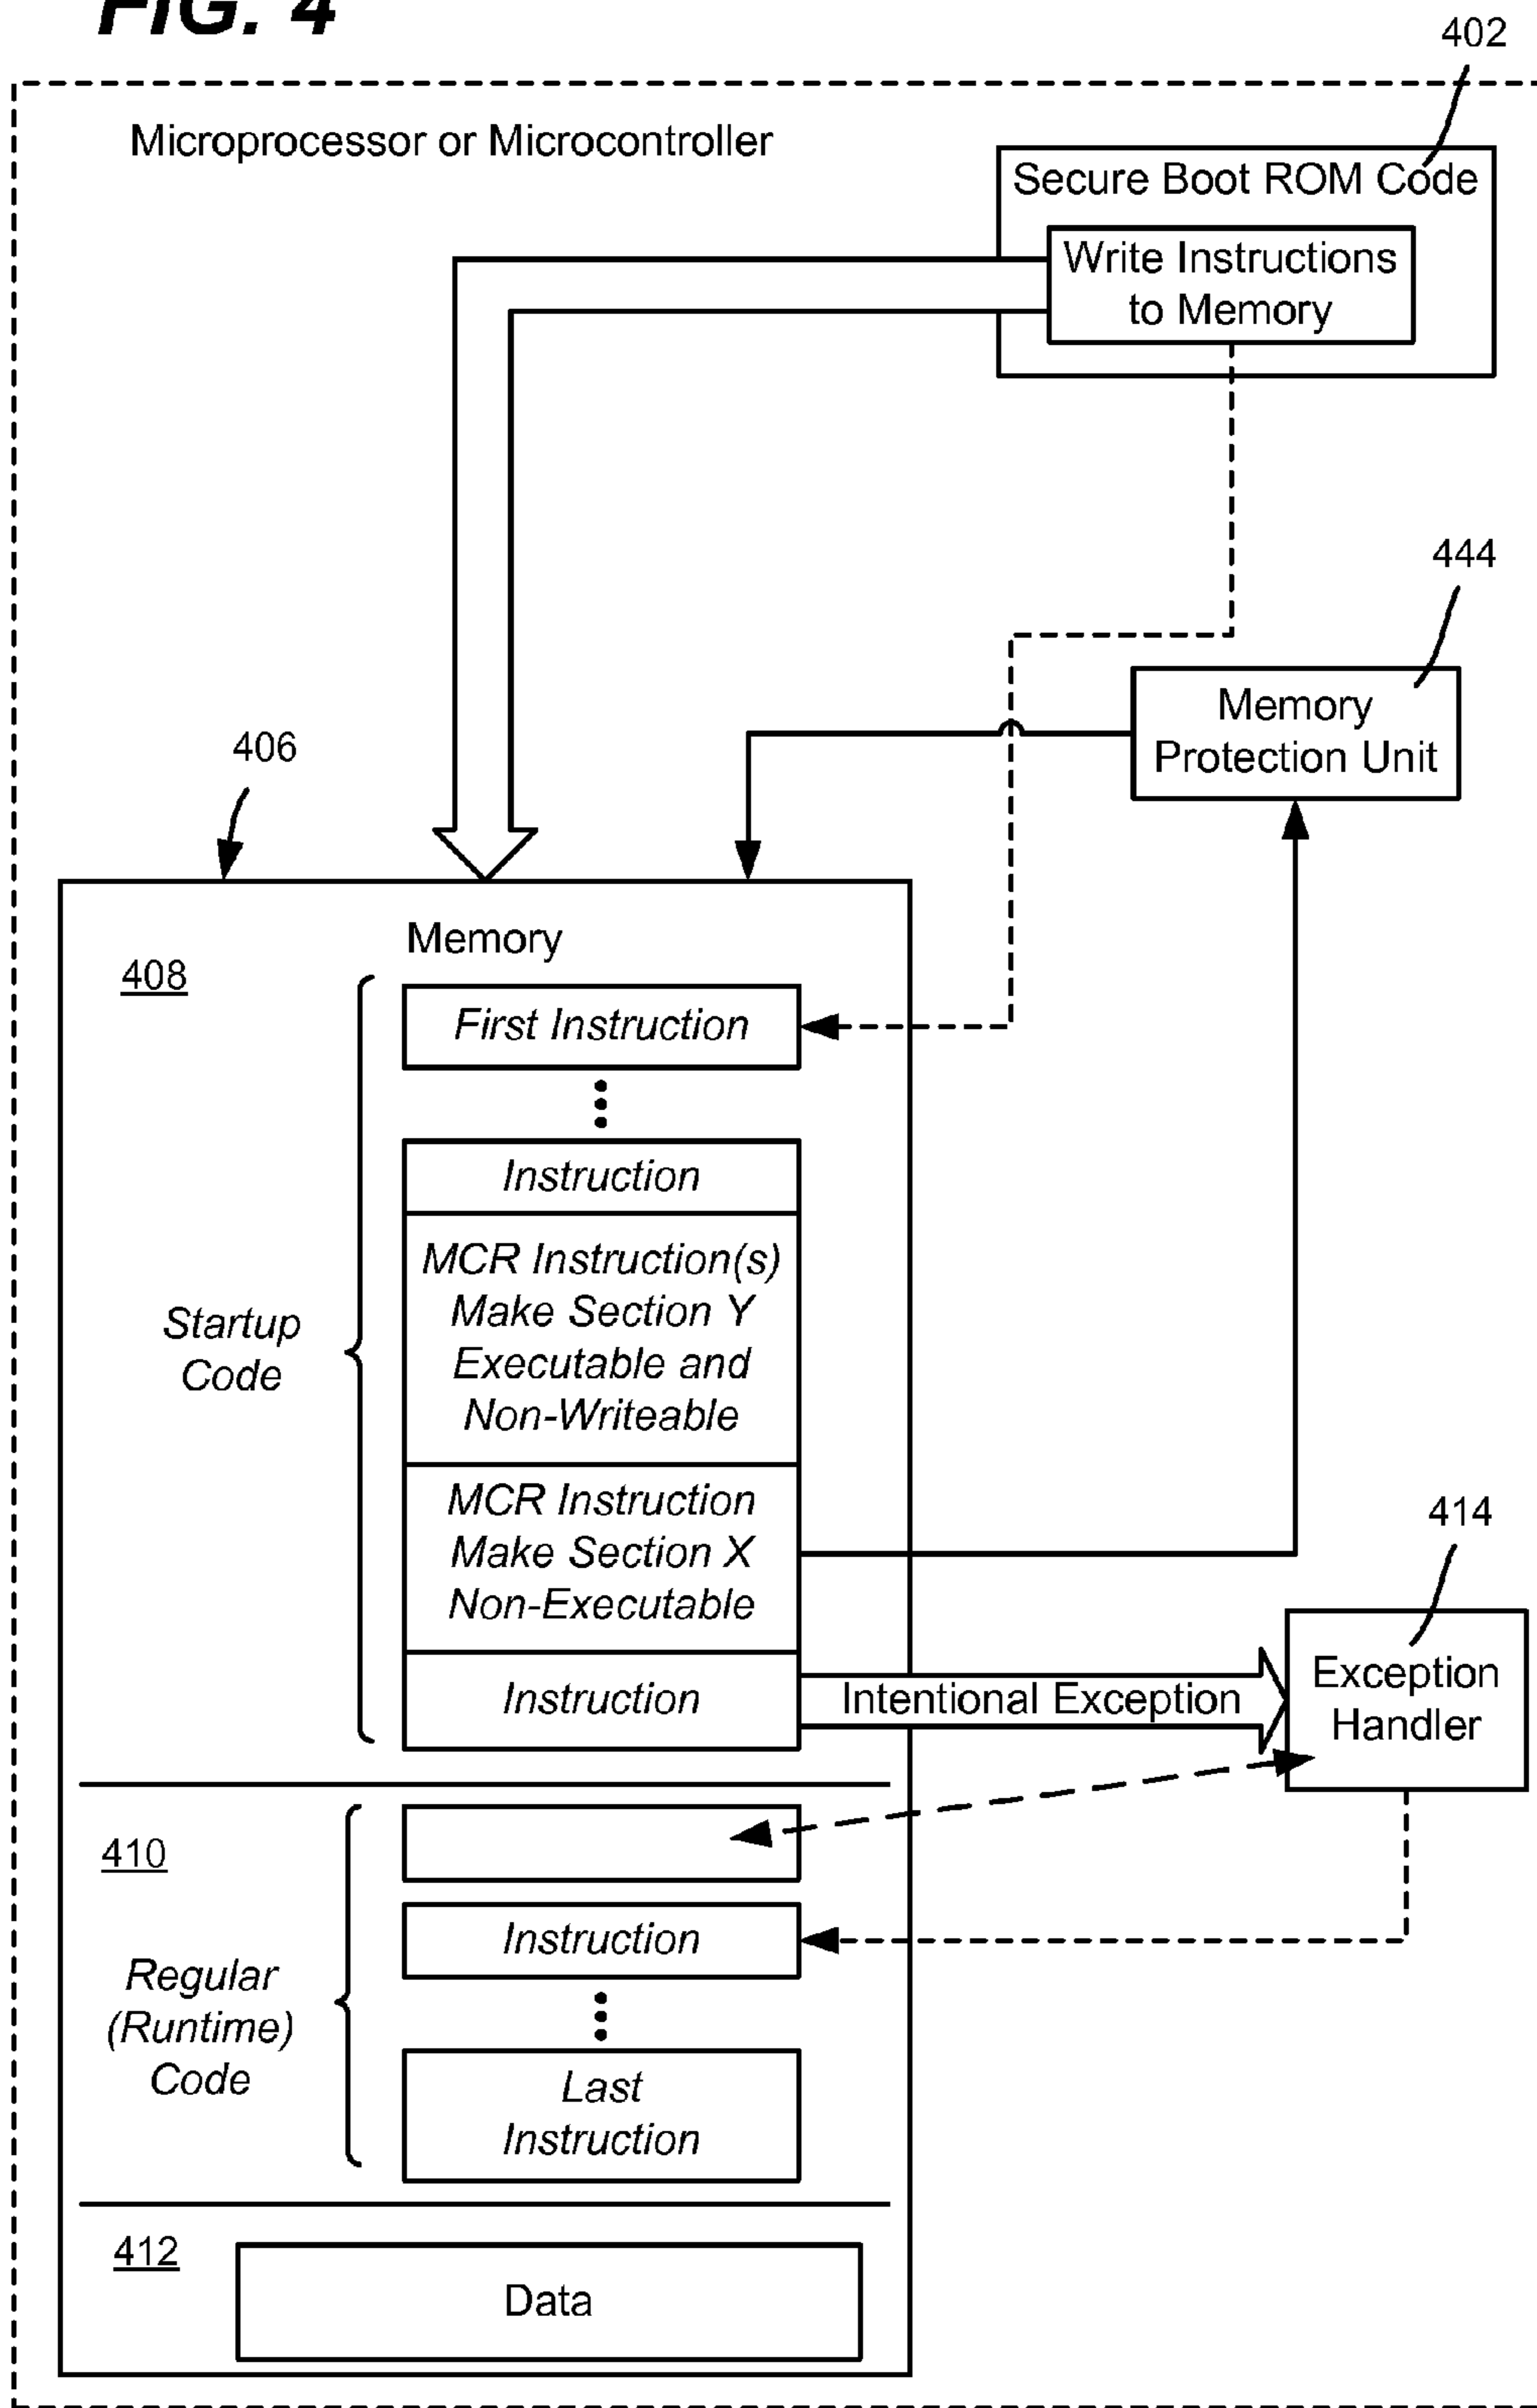 FIG. 4
402
Microprocessor or Microcontroller
Secure Boot ROM Code
Write Instructions
to Memory
444
Memory
Protection Unit
406
Memory
408
First Instruction
Instruction
MCR Instruction(s)
Make Section Y
Executable and
Non-Writeable
Startup
Code
MCR Instruction
Make Section X
Non-Executable
414
Instruction
Intentional Exception
Exception
Handler
410
Instruction
Regular
(Runtime)
Code
Last
Instruction
412
Data